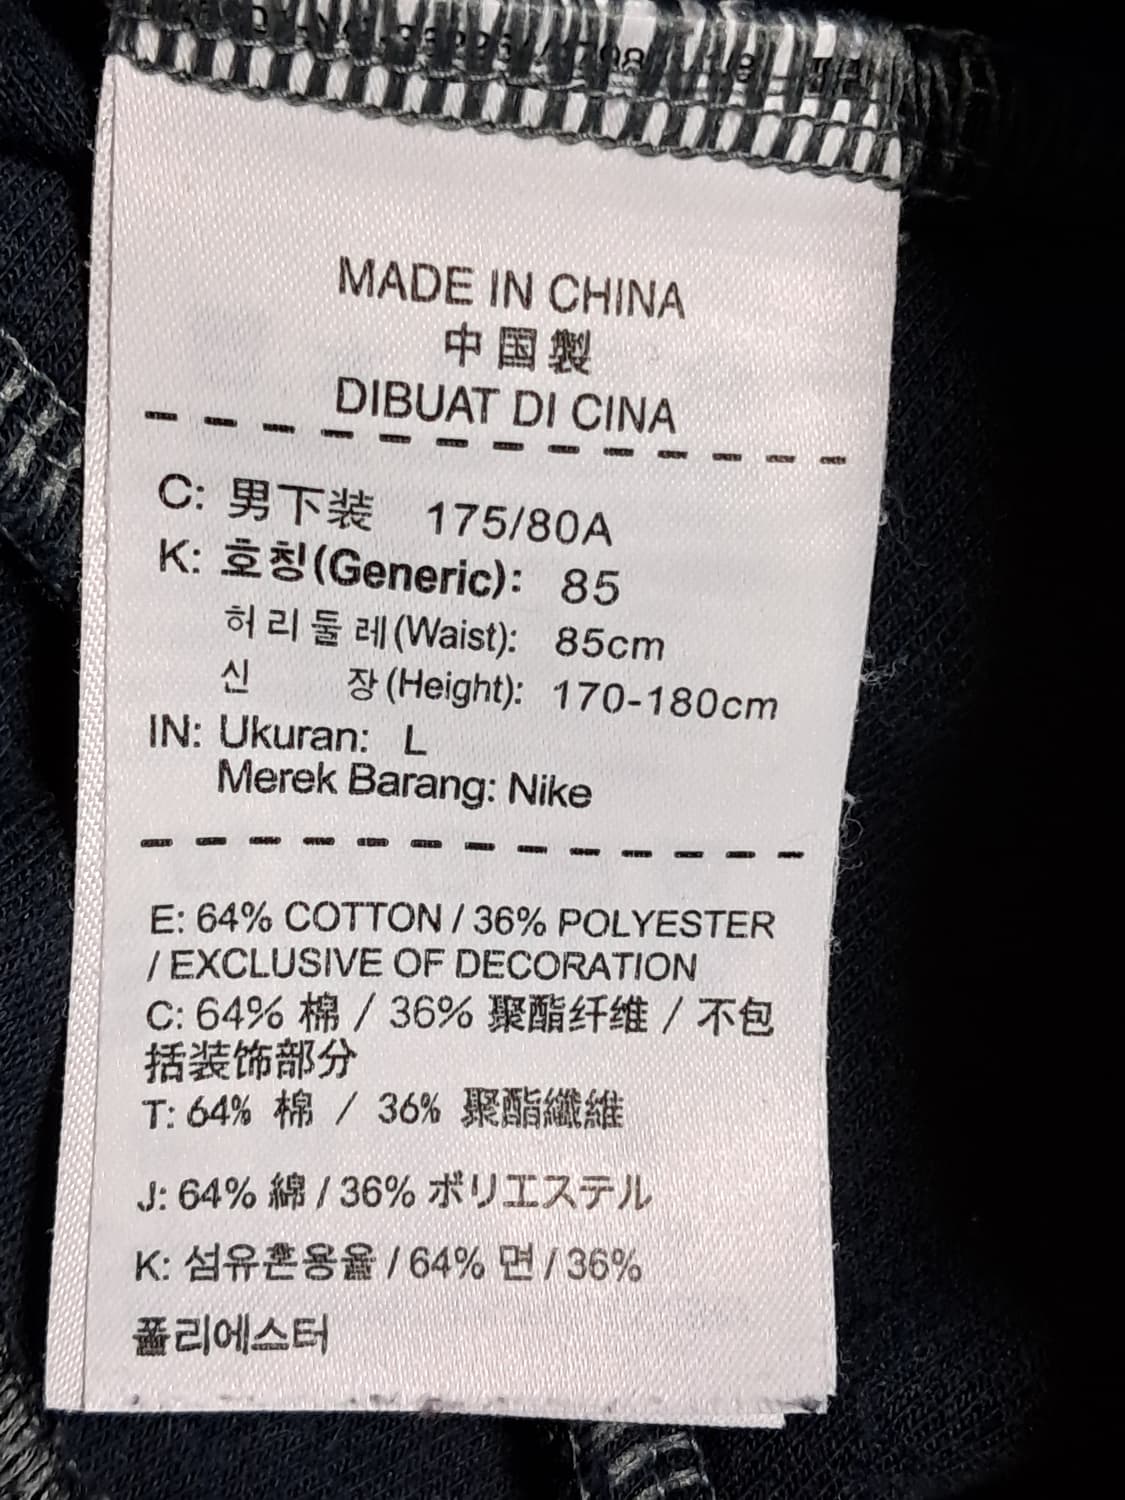 MADE IN CHINA
中国製
DIBUAT DI CINA
C: 男下装 175/80A
K: 호칭(Generic): 85
허리둘레(Waist): 85cm
신 장(Height): 170-180cm
IN: Ukuran: L
Merek Barang: Nike
E: 64% COTTON / 36% POLYESTER
/ EXCLUSIVE OF DECORATION
C: 64% 棉 / 36% 聚酯纤维 / 不包
括装饰部分
T: 64% 棉 / 36% 聚酯纖維
J: 64% 綿 / 36% ポリエステル
K: 섬유혼용율 / 64% 면 / 36%
폴리에스터